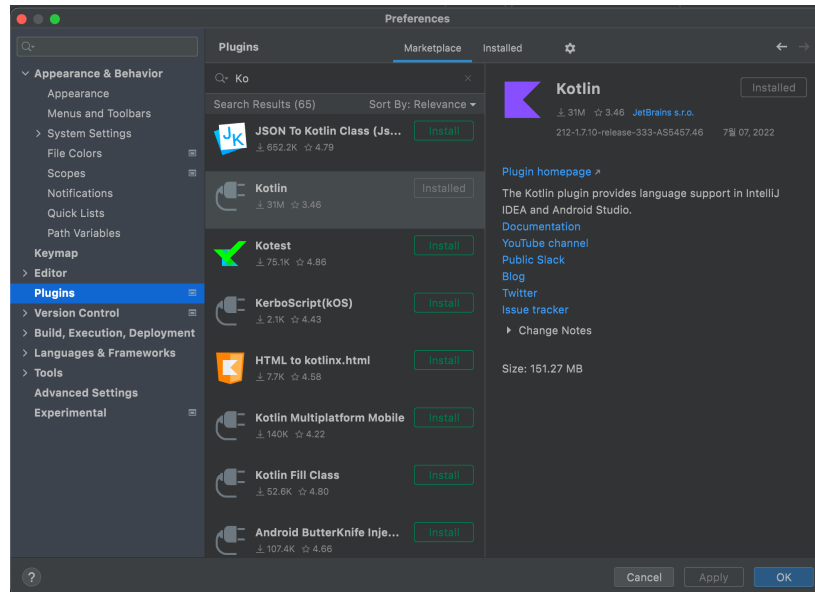 Preferences
Plugins
Marketplace
Installed
Appearance & Behavior
Appearance
Menus and Toolbars
System Settings
File Colors
Scopes
Notifications
Quick Lists
Path Variables
Keymap
Editor
Plugins
Version Control
Build, Execution, Deployment
Languages & Frameworks
Tools
Advanced Settings
Experimental
Ko
Search Results (65)
Sort By: Relevance
JSON To Kotlin Class (Js...
652.2K 4.79
Install
Kotlin
31M 3.46
Installed
Kotest
75.1K 4.86
Install
KerboScript(kOS)
2.1K 4.43
Install
HTML to kotlinx.html
7.7K 4.58
Install
Kotlin Multiplatform Mobile
140K 4.22
Install
Kotlin Fill Class
52.6K 4.80
Install
Android ButterKnife Inje...
107.4K 4.66
Install
Kotlin
Installed
31M 3.46 JetBrains s.r.o.
212-1.7.10-release-333-AS5457.46 7월 07, 2022
Plugin homepage
The Kotlin plugin provides language support in IntelliJ
IDEA and Android Studio.
Documentation
YouTube channel
Public Slack
Blog
Twitter
Issue tracker
Change Notes
Size: 151.27 MB
?
Cancel
Apply
OK